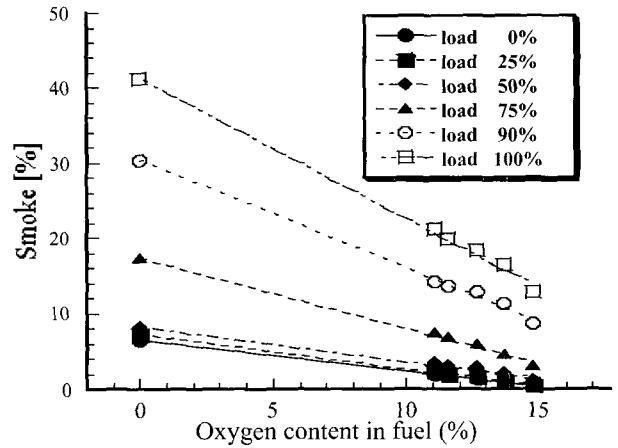 50
40
30
20
10
0
Smoke [%]
load 0%
load 25%
load 50%
load 75%
load 90%
load 100%
0 5 10 15
Oxygen content in fuel (%)